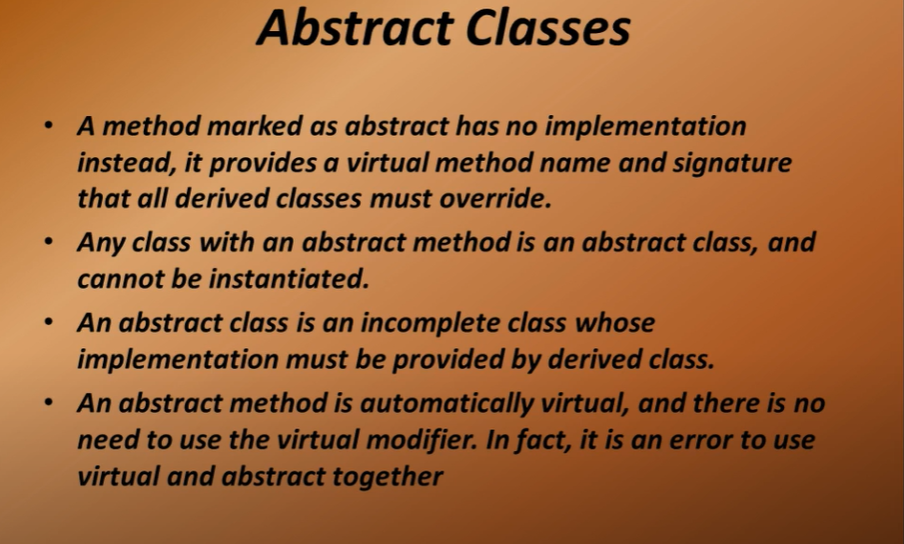 Abstract Classes
• A method marked as abstract has no implementation
instead, it provides a virtual method name and signature
that all derived classes must override.
• Any class with an abstract method is an abstract class, and
cannot be instantiated.
• An abstract class is an incomplete class whose
implementation must be provided by derived class.
• An abstract method is automatically virtual, and there is no
need to use the virtual modifier. In fact, it is an error to use
virtual and abstract together